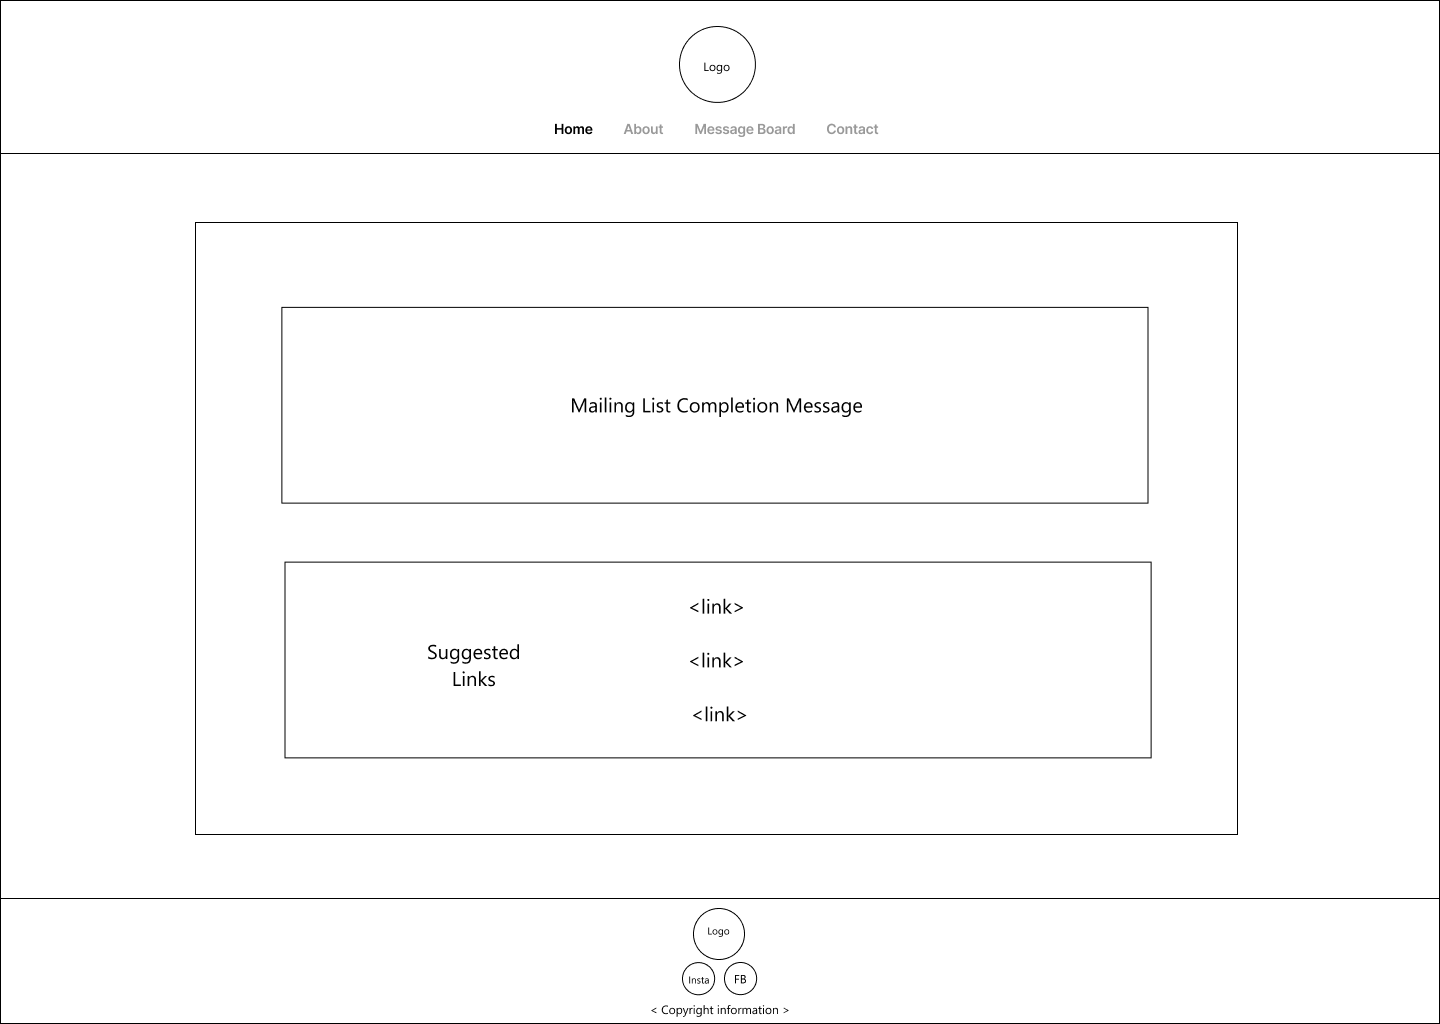 Logo
Home About Message Board Contact
Mailing List Completion Message
Suggested
Links
<link>
<link>
<link>
Logo
Insta FB
< Copyright information >